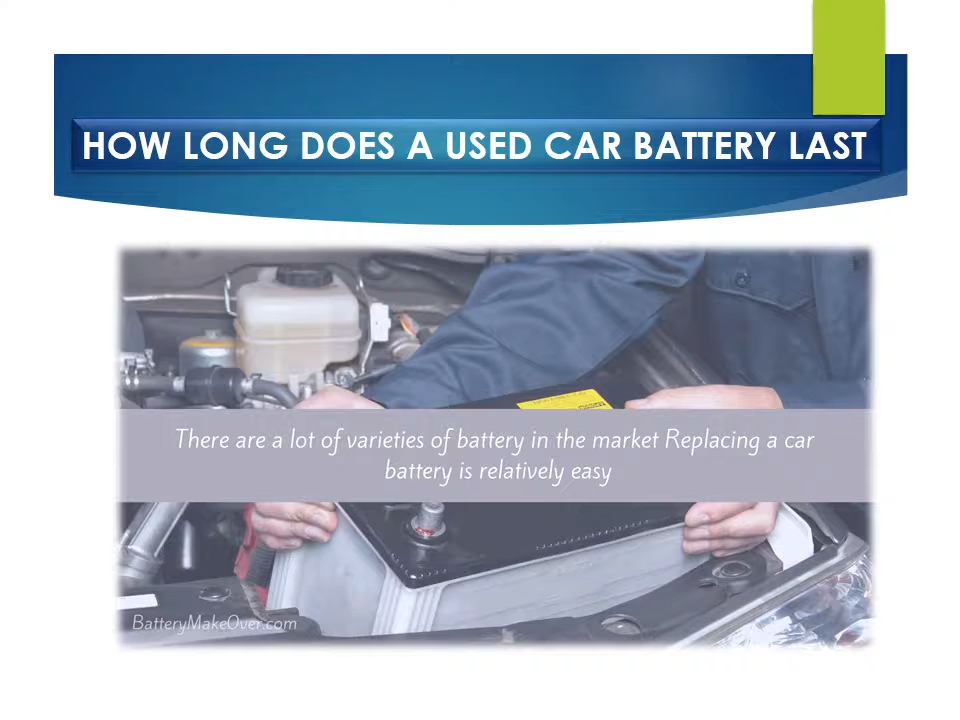 HOW LONG DOES A USED CAR BATTERY LAST
There are a lot of varieties of battery in the market Replacing a car
battery is relatively easy
BatteryMakeOver.com